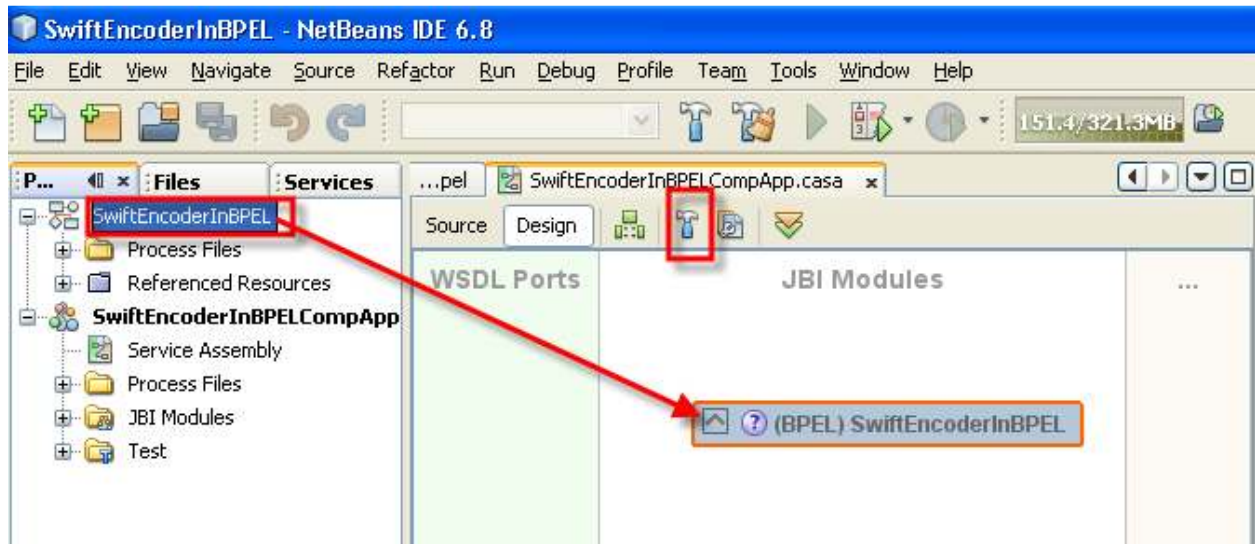 SwiftEncoderInBPEL - NetBeans IDE 6.8
File Edit View Navigate Source Refactor Run Debug Profile Team Tools Window Help
151.4/321.3MB
P... Files Services
...pel SwiftEncoderInBPELCompApp.casa
SwiftEncoderInBPEL
Source Design
Process Files
WSDL Ports JBI Modules ...
Referenced Resources
SwiftEncoderInBPELCompApp
Service Assembly
Process Files
JBI Modules
(BPEL) SwiftEncoderInBPEL
Test